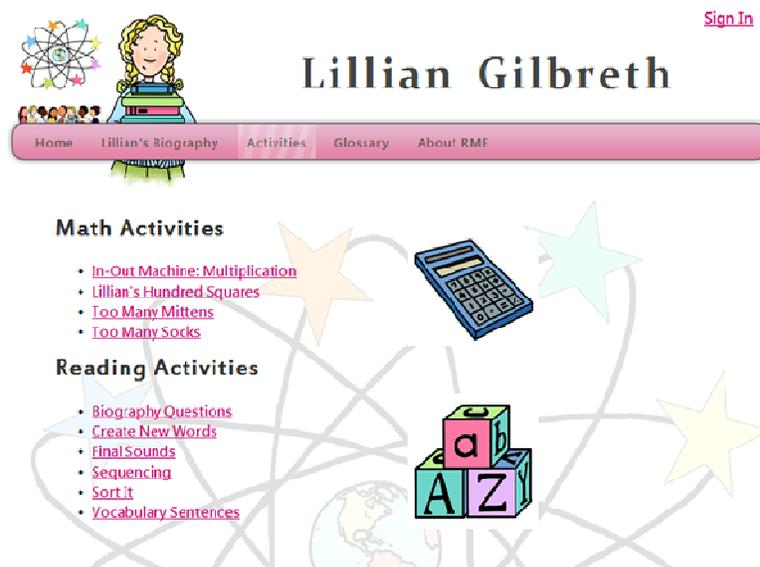 Sign In
Lillian Gilbreth
Home Lillian's Biography Activities Glossary About RMF
Math Activities
• In-Out Machine: Multiplication
• Lillian's Hundred Squares
• Too Many Mittens
• Too Many Socks
Reading Activities
• Biography Questions
• Create New Words
• Final Sounds
• Sequencing
• Sort it
• Vocabulary Sentences
a b
A Z Y